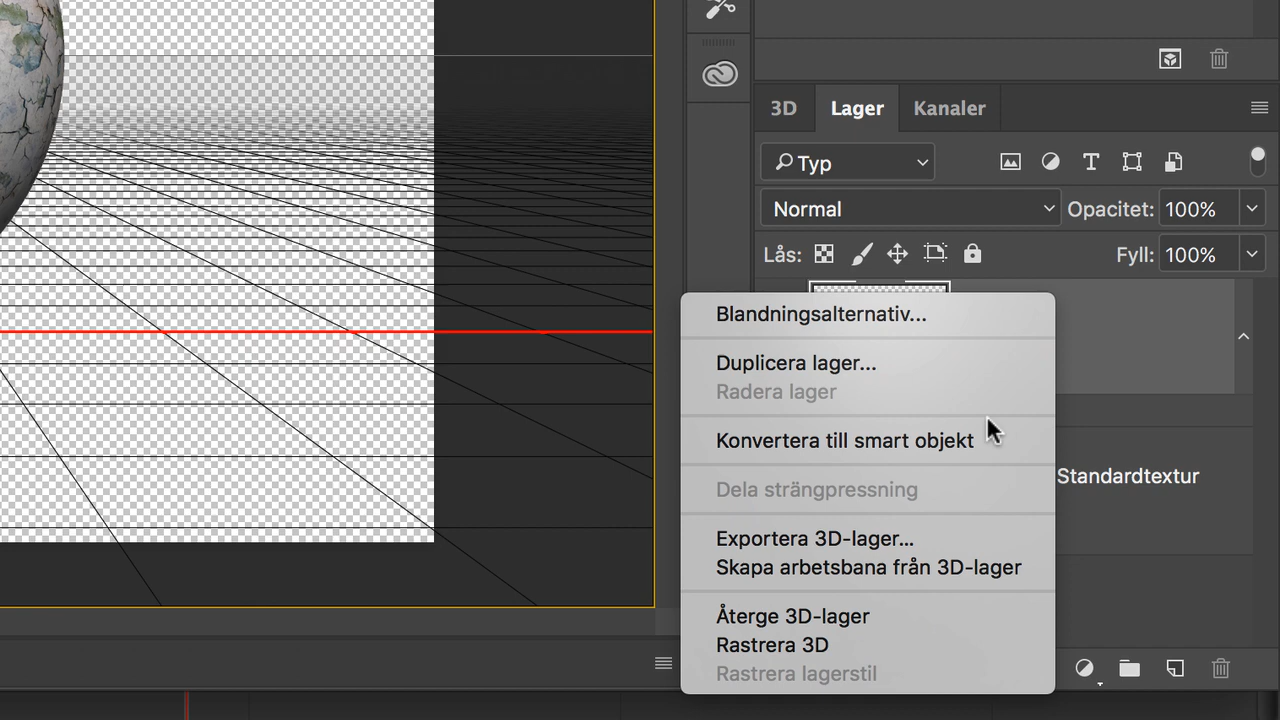 3D Lager Kanaler
Typ
Normal Opacitet: 100%
Lås: Fyll: 100%
Blandningsalternativ...
Duplicera lager...
Radera lager
Konvertera till smart objekt
Standardtextur
Dela strängpressning
Exportera 3D-lager...
Skapa arbetsbana från 3D-lager
Återge 3D-lager
Rastrera 3D
Rastrera lagerstil